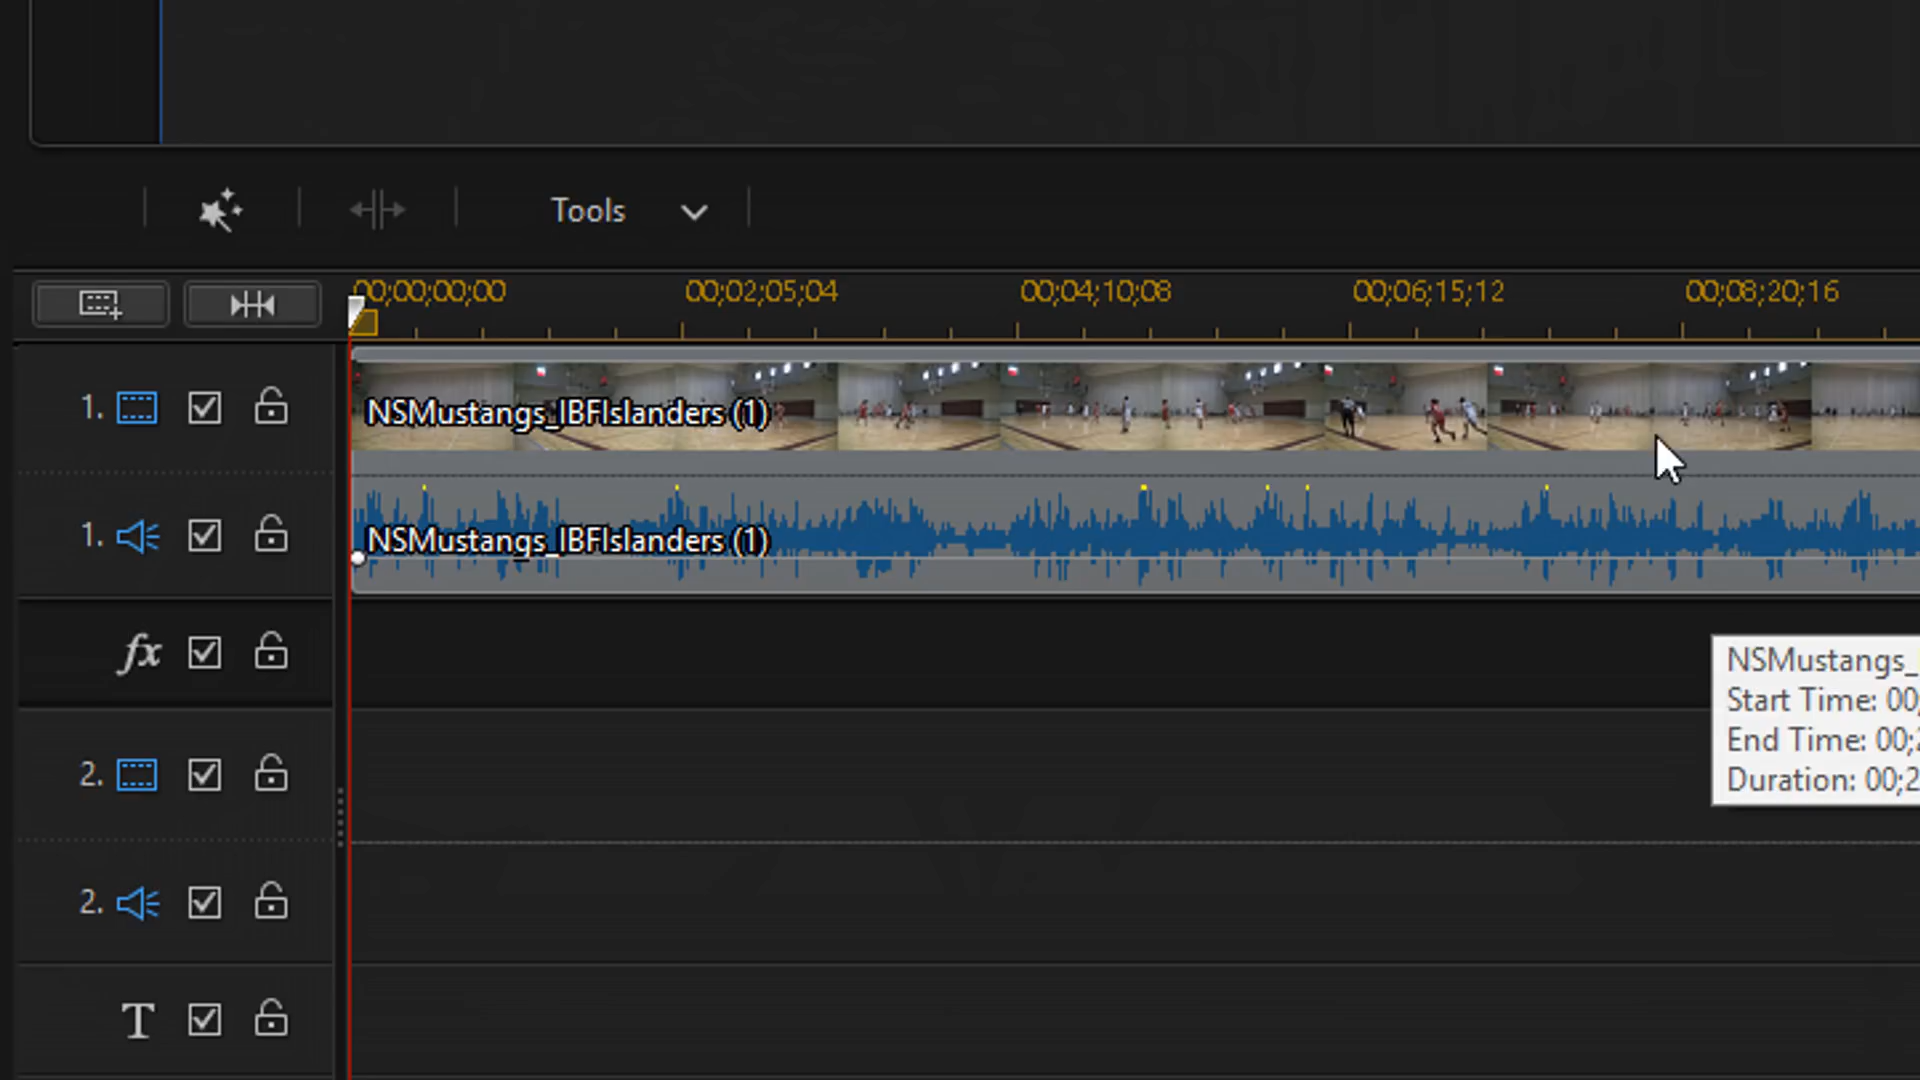 Tools
00;00;00;00 00;02;05;04 00;04;10;08 00;06;15;12 00;08;20;16
1. NSMustangs_IBFIslanders (1)
1. NSMustangs_IBFIslanders (1)
fx
NSMustangs_
Start Time: 00;
End Time: 00;2
Duration: 00;2
2.
2.
T